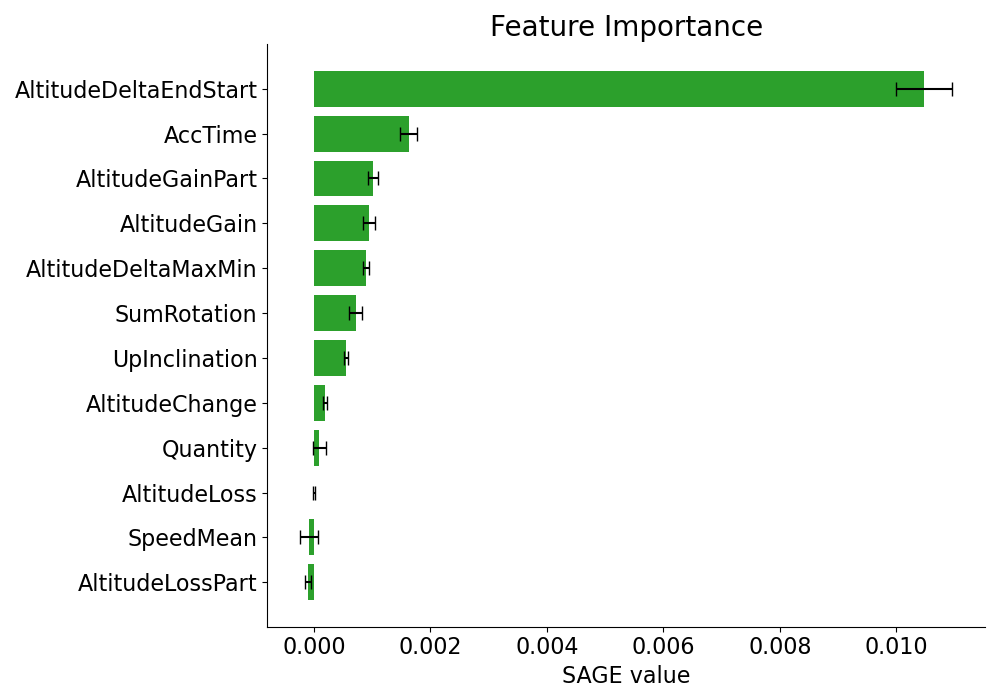 Feature Importance
AltitudeDeltaEndStart
AccTime
AltitudeGainPart
AltitudeGain
AltitudeDeltaMaxMin
SumRotation
UpInclination
AltitudeChange
Quantity
AltitudeLoss
SpeedMean
AltitudeLossPart
0.000 0.002 0.004 0.006 0.008 0.010
SAGE value